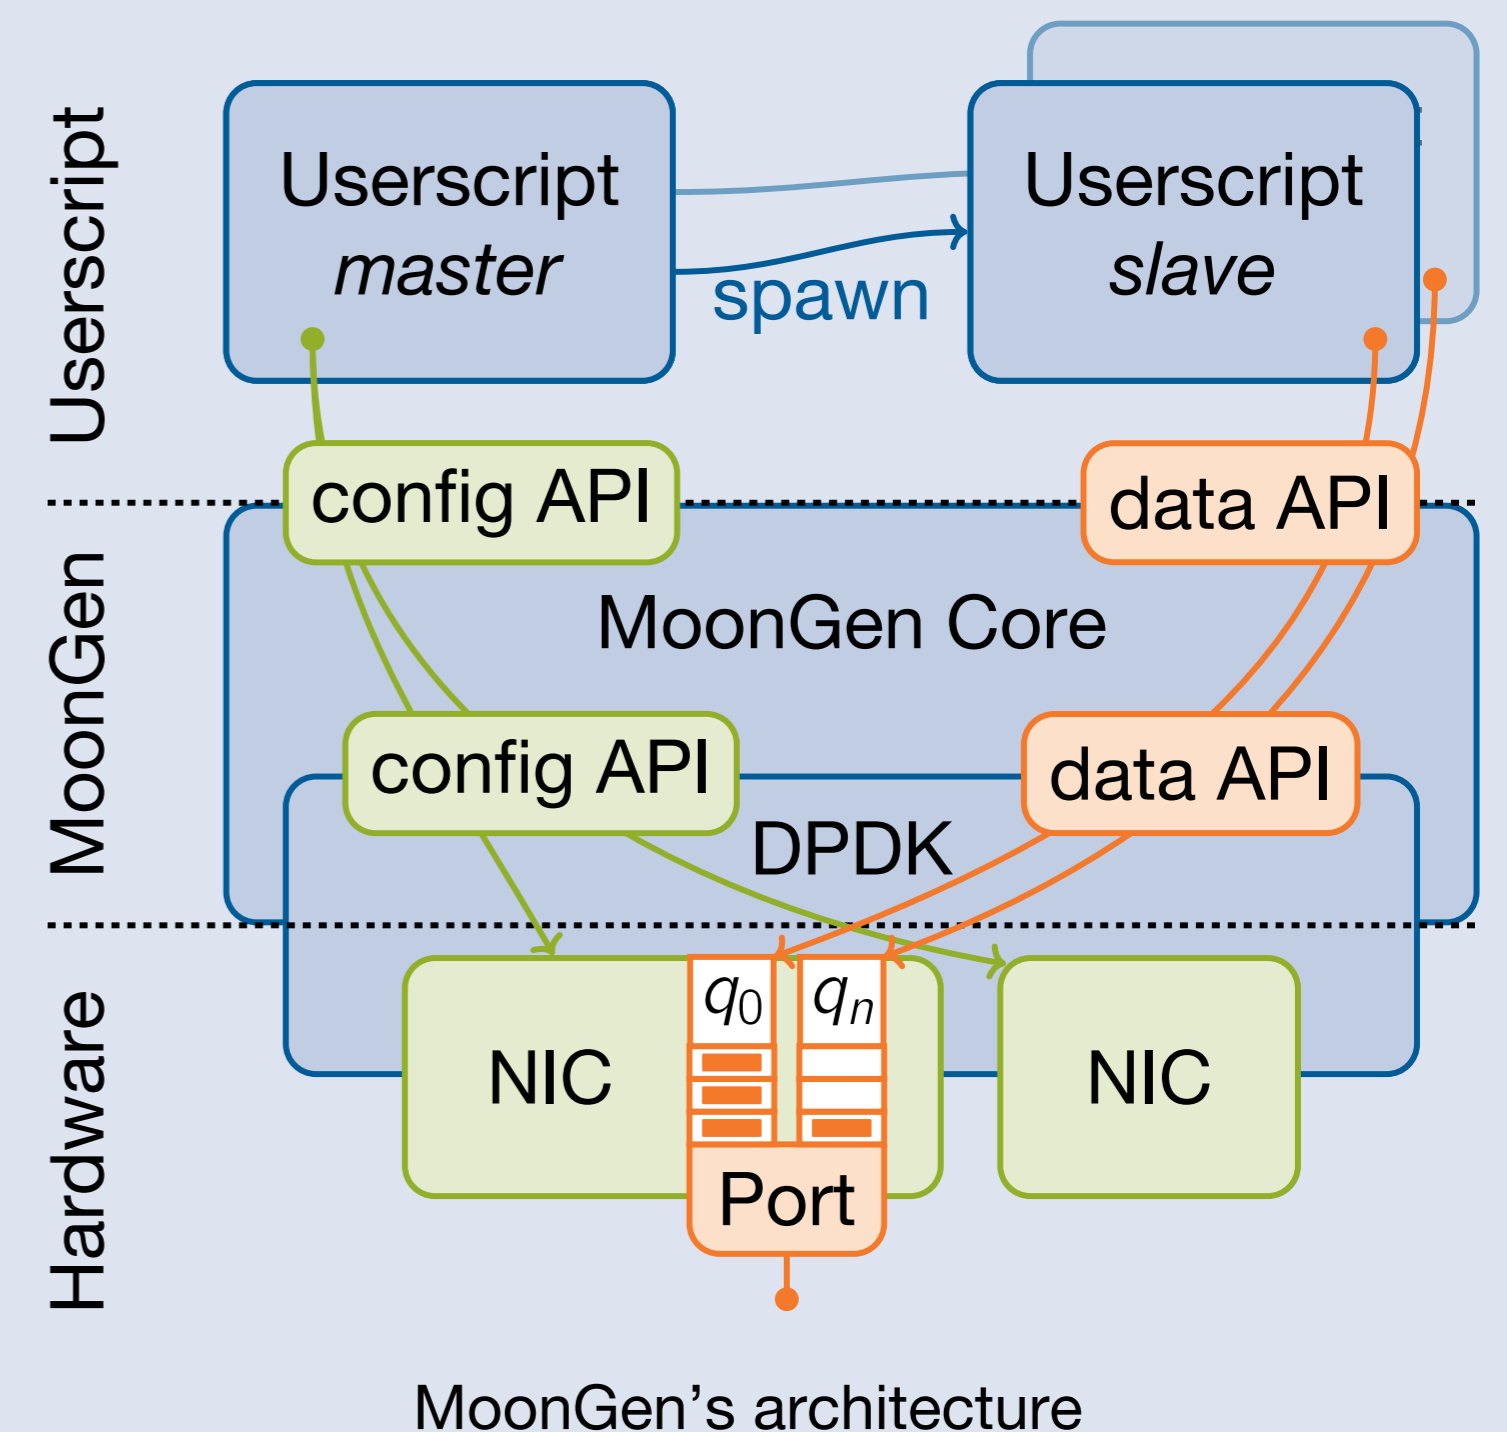 Userscript
Userscript
master
Userscript
slave
spawn
config API
data API
MoonGen
MoonGen Core
config API
data API
DPDK
Hardware
q0
qn
NIC
NIC
Port
MoonGen's architecture